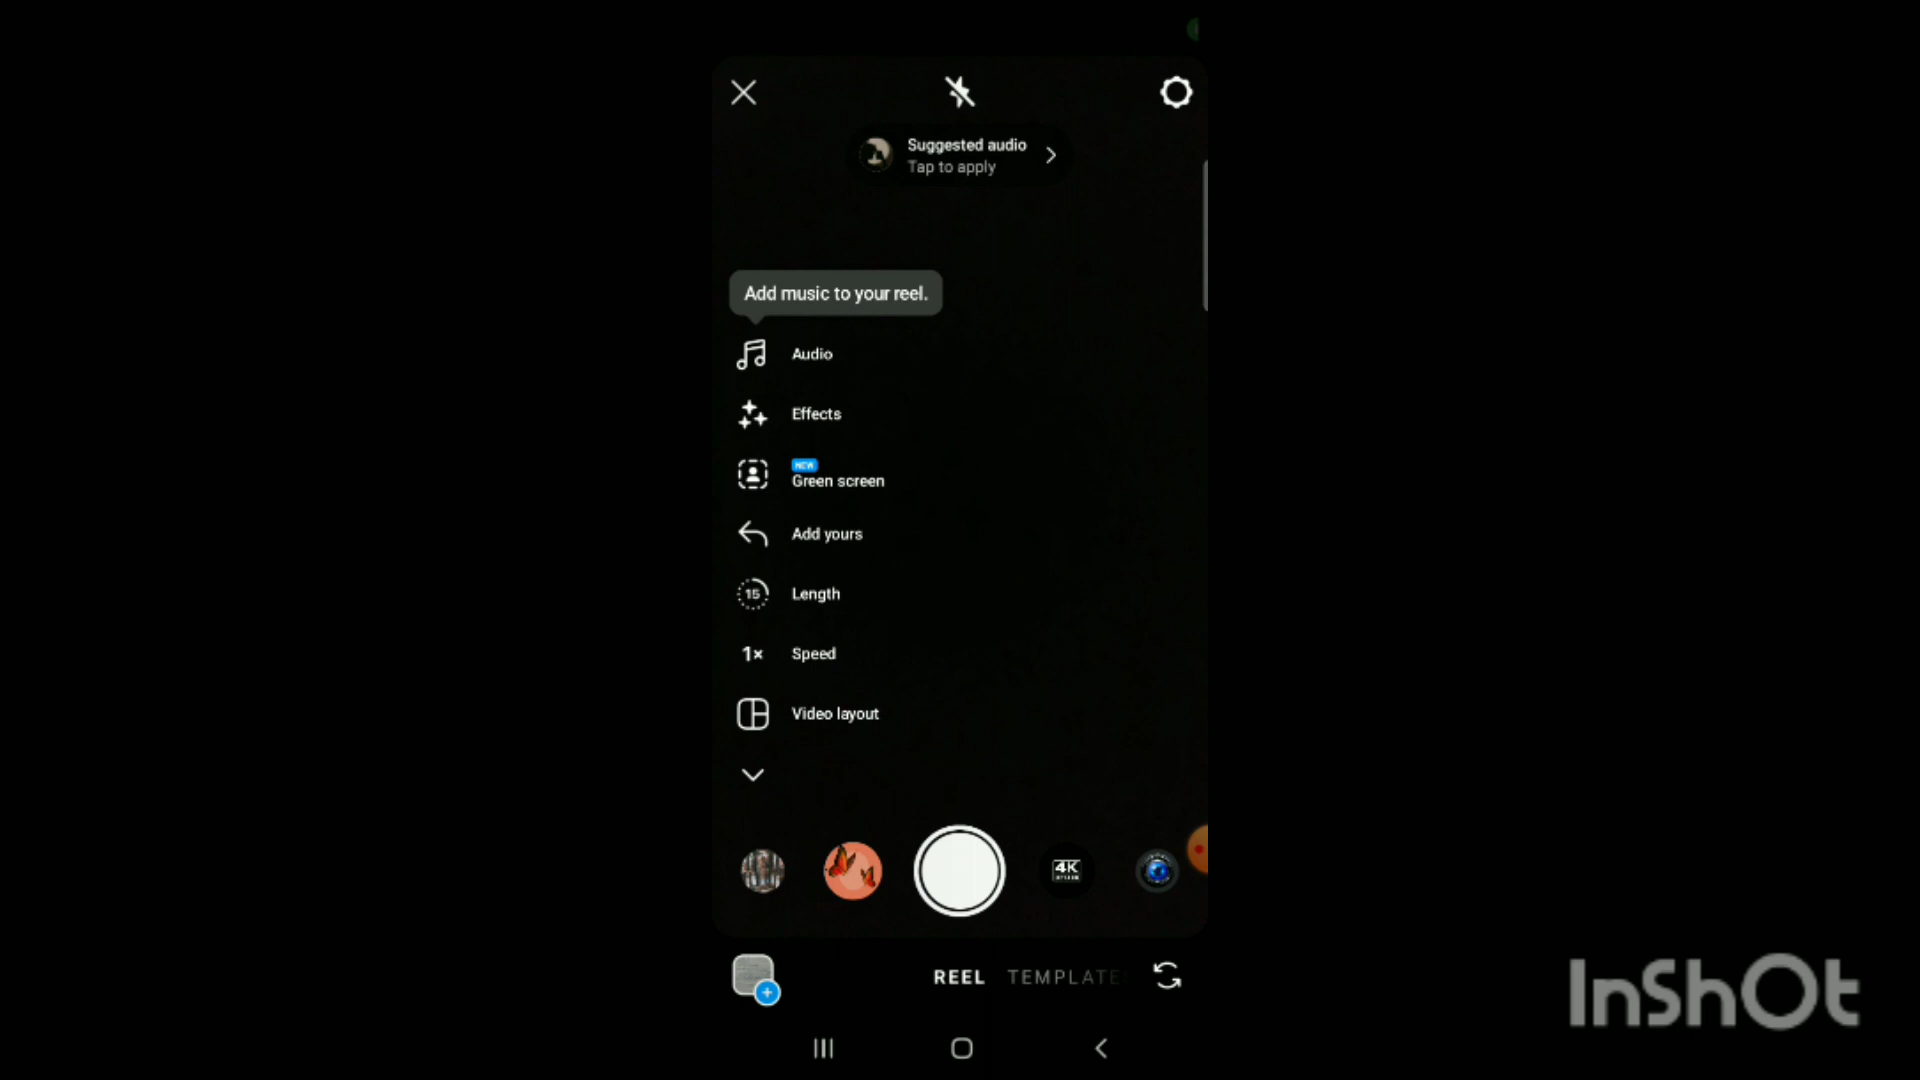 Suggested audio
Tap to apply
Add music to your reel.
Audio
Effects
NEW
Green screen
Add yours
15
Length
1×
Speed
Video layout
4K
REEL
TEMPLATE
InShOt